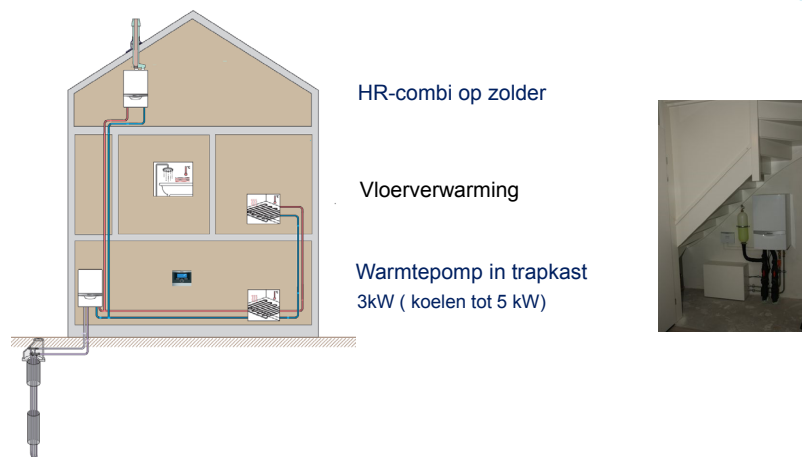 HR-combi op zolder
Vloerverwarming
Warmtepomp in trapkast
3kW ( koelen tot 5 kW)